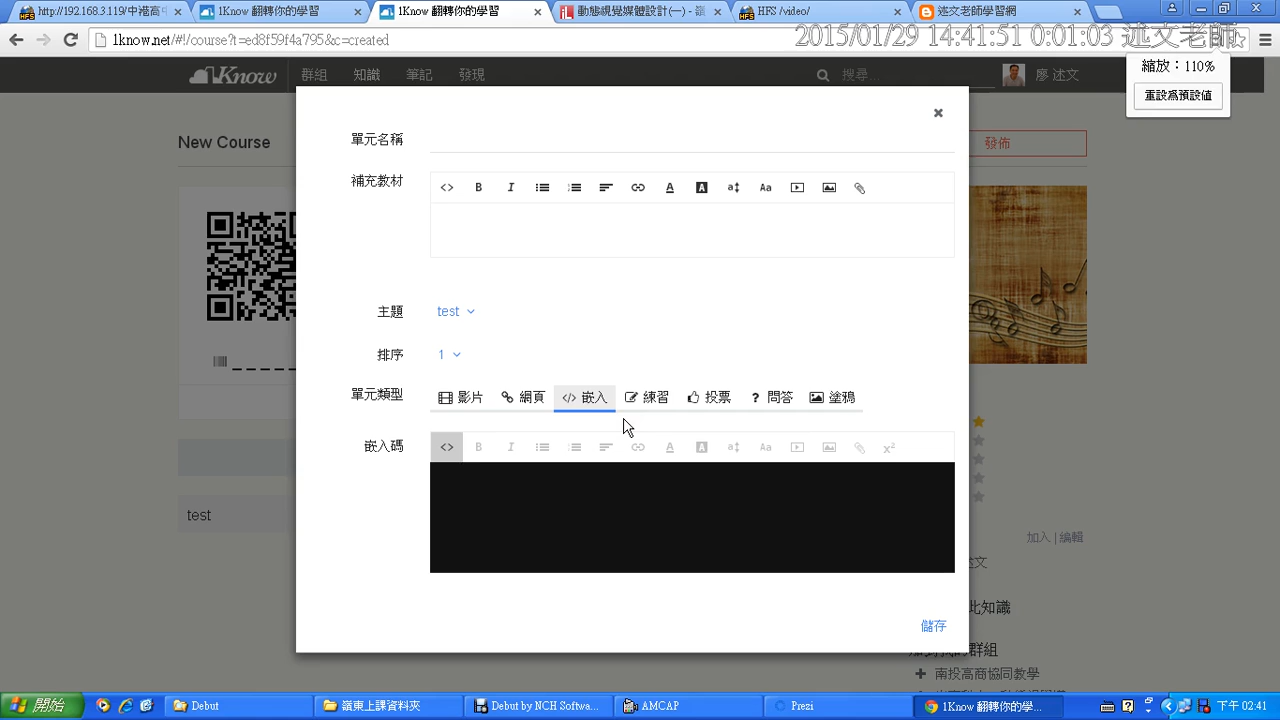 http://192.168.3.119/中港高中
1Know 翻轉你的學習
1Know 翻轉你的學習
動態視覺媒體設計(一) - 嶺
HFS /video/
述文老師學習網
1know.net/#!/course?i=ed8f59f4a795&c=created
2015/01/29 14:41:51 0:01:03 述文老師
縮放：110%
重設為預設值
1Know
群組
知識
筆記
發現
搜尋...
廖 述文
New Course
發佈
單元名稱
補充教材
主題
test
排序
1
單元類型
影片
網頁
嵌入
練習
投票
問答
塗鴉
嵌入碼
儲存
test
加入 | 編輯
述文
此知識
南投高商協同教學
開始
Debut
嶺測上課資料夾
Debut by NCH Softwa...
AMCAP
Prezi
1Know 翻轉你的學...
下午 02:41